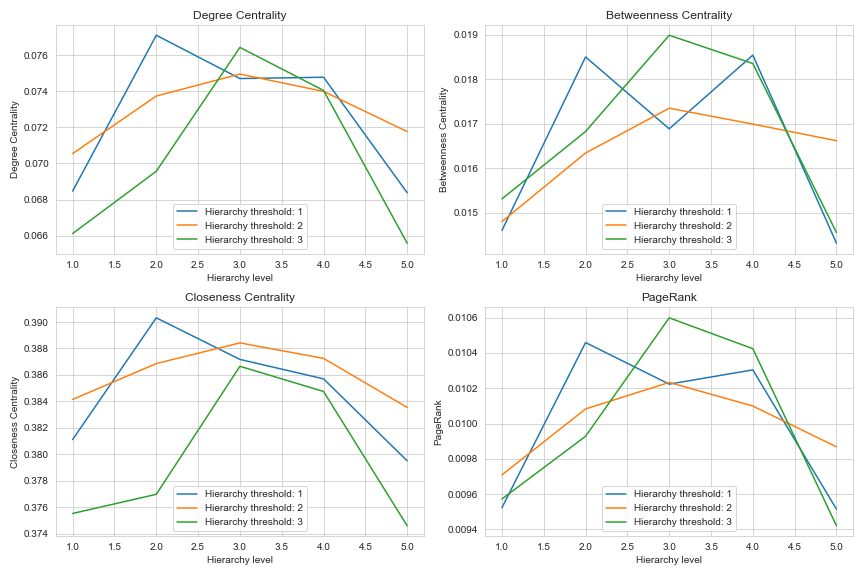 Degree Centrality
Degree Centrality
0.076
0.074
0.072
0.070
0.068
0.066
Hierarchy threshold: 1
Hierarchy threshold: 2
Hierarchy threshold: 3
1.0 1.5 2.0 2.5 3.0 3.5 4.0 4.5 5.0
Hierarchy level
Betweenness Centrality
Betweenness Centrality
0.019
0.018
0.017
0.016
0.015
Hierarchy threshold: 1
Hierarchy threshold: 2
Hierarchy threshold: 3
1.0 1.5 2.0 2.5 3.0 3.5 4.0 4.5 5.0
Hierarchy level
Closeness Centrality
Closeness Centrality
0.390
0.388
0.386
0.384
0.382
0.380
0.378
0.376
0.374
Hierarchy threshold: 1
Hierarchy threshold: 2
Hierarchy threshold: 3
1.0 1.5 2.0 2.5 3.0 3.5 4.0 4.5 5.0
Hierarchy level
PageRank
PageRank
0.0106
0.0104
0.0102
0.0100
0.0098
0.0096
0.0094
Hierarchy threshold: 1
Hierarchy threshold: 2
Hierarchy threshold: 3
1.0 1.5 2.0 2.5 3.0 3.5 4.0 4.5 5.0
Hierarchy level